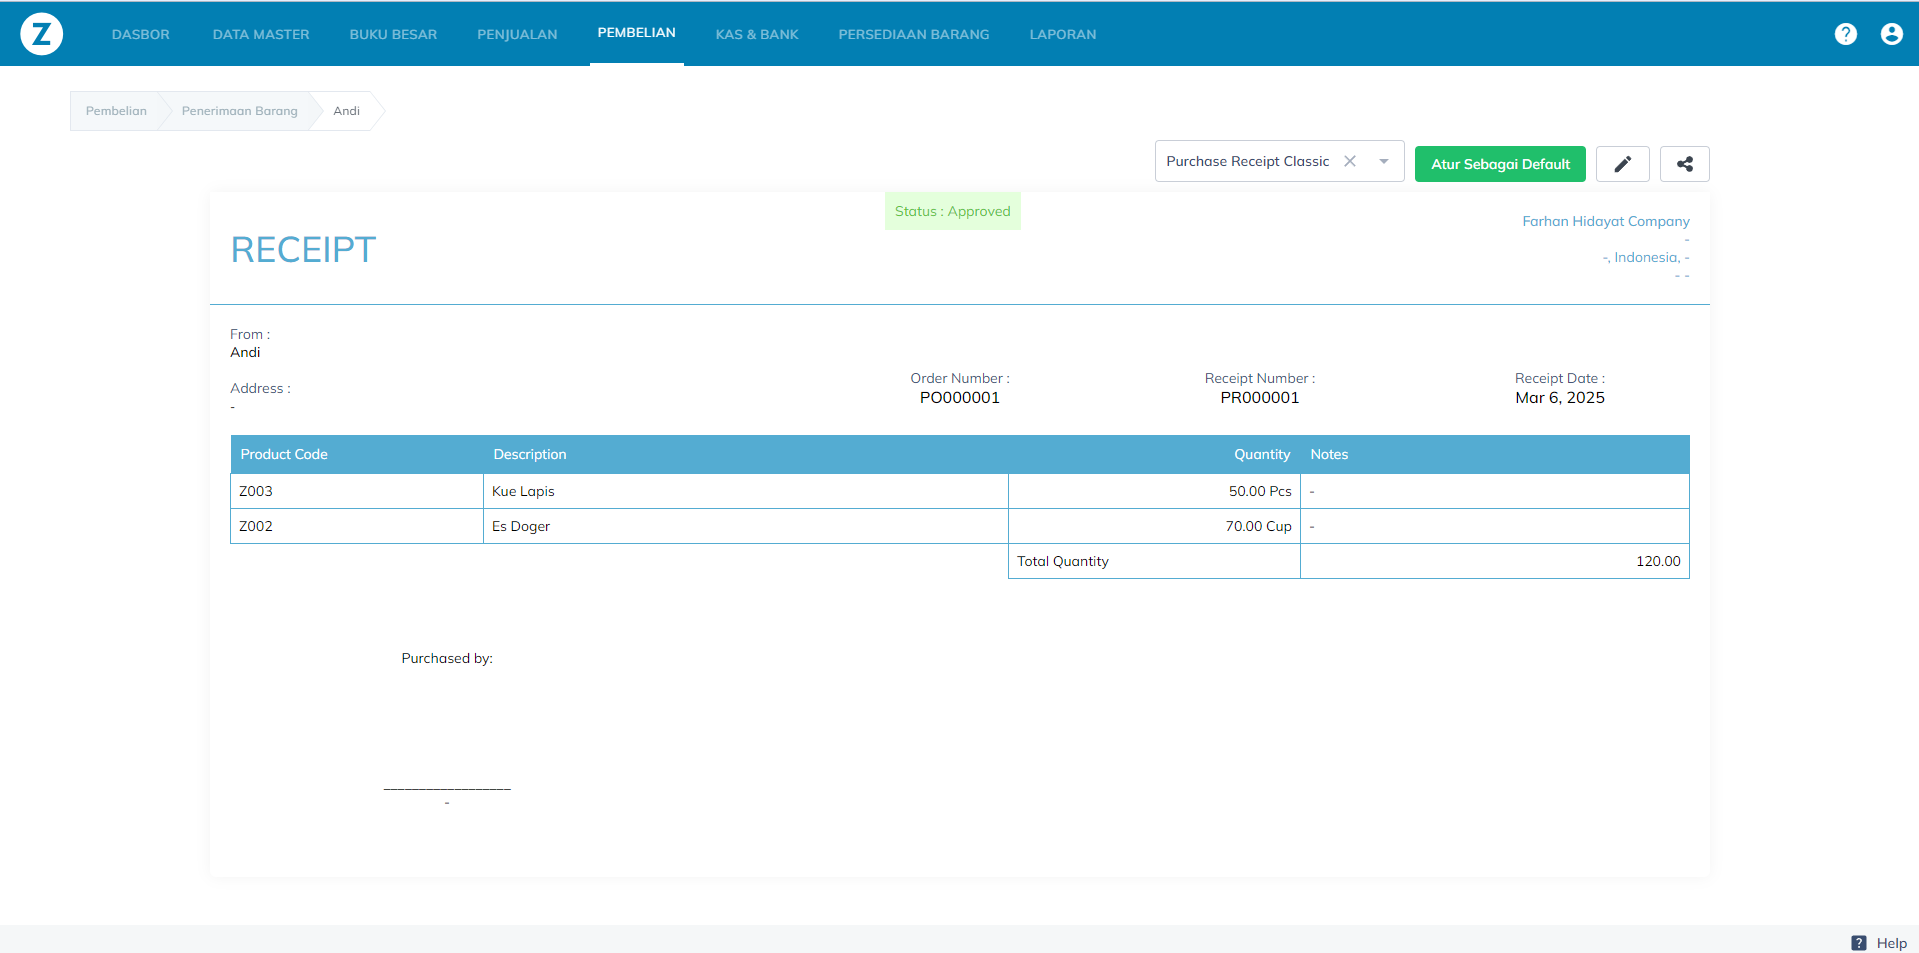 Z DASBOR DATA MASTER BUKU BESAR PENJUALAN PEMBELIAN KAS & BANK PERSEDIAAN BARANG LAPORAN ?
Pembelian Penerimaan Barang Andi
Purchase Receipt Classic Atur Sebagai Default
Status : Approved
RECEIPT
Farhan Hidayat Company
-
-, Indonesia, -
- -
From :
Andi
Address :
-
Order Number :
PO000001
Receipt Number :
PR000001
Receipt Date :
Mar 6, 2025
Product Code Description Quantity Notes
Z003 Kue Lapis 50.00 Pcs -
Z002 Es Doger 70.00 Cup -
Total Quantity 120.00
Purchased by:
__________________
-
? Help